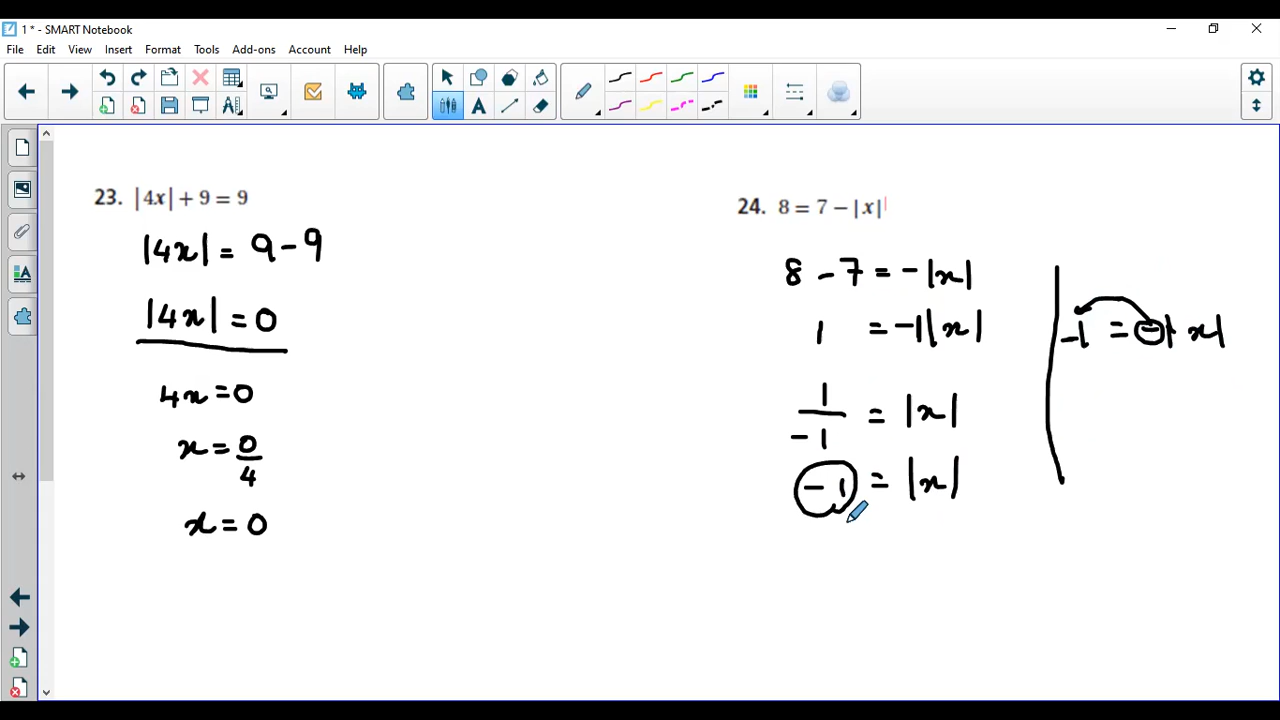 1 * - SMART Notebook
File Edit View Insert Format Tools Add-ons Account Help
23. |4x| + 9 = 9
|4x| = 9 - 9
|4x| = 0
4x = 0
x = 0/4
x = 0
24. 8 = 7 - |x|
8 - 7 = -|x|
1 = -1|x|
1/-1 = |x|
-1 = |x|
-1 = -|x|